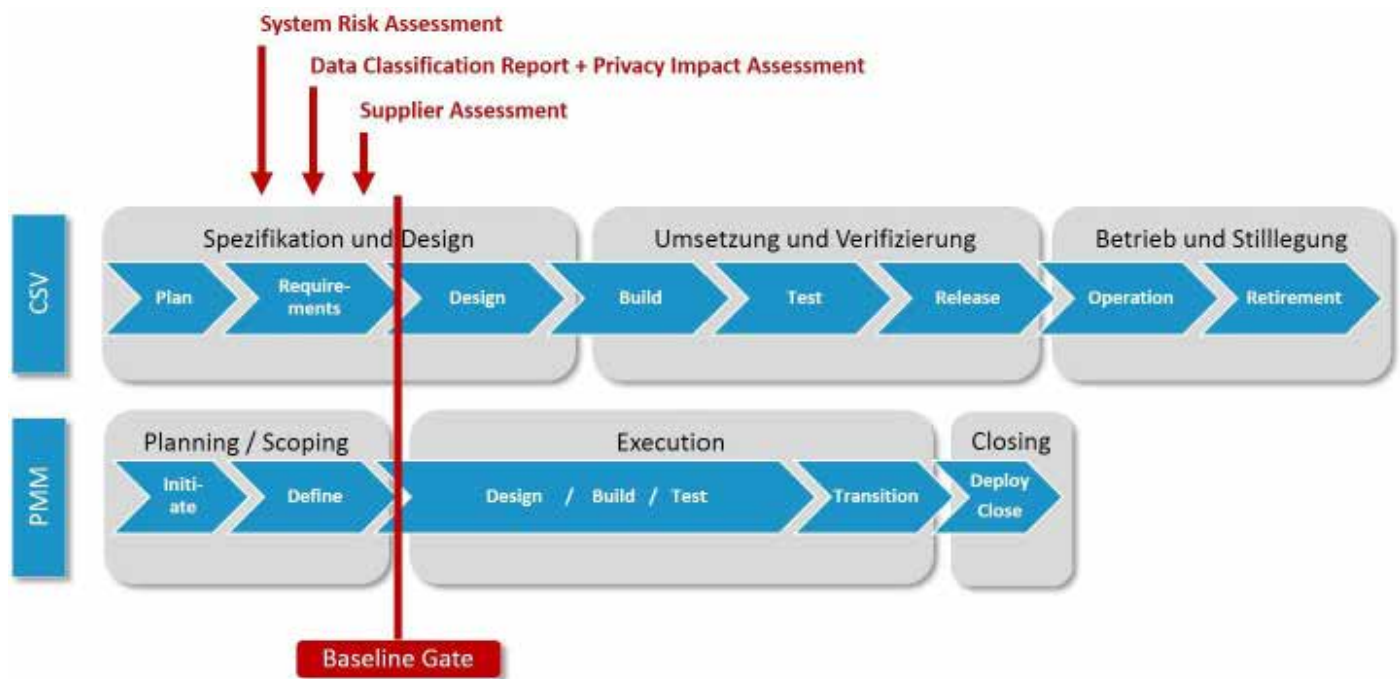 System Risk Assessment
Data Classification Report + Privacy Impact Assessment
Supplier Assessment
CSV
Spezifikation und Design
Umsetzung und Verifizierung
Betrieb und Stilllegung
Plan
Require-
ments
Design
Build
Test
Release
Operation
Retirement
PMM
Planning / Scoping
Execution
Closing
Initi-
ate
Define
Design / Build / Test
Transition
Deploy
Close
Baseline Gate